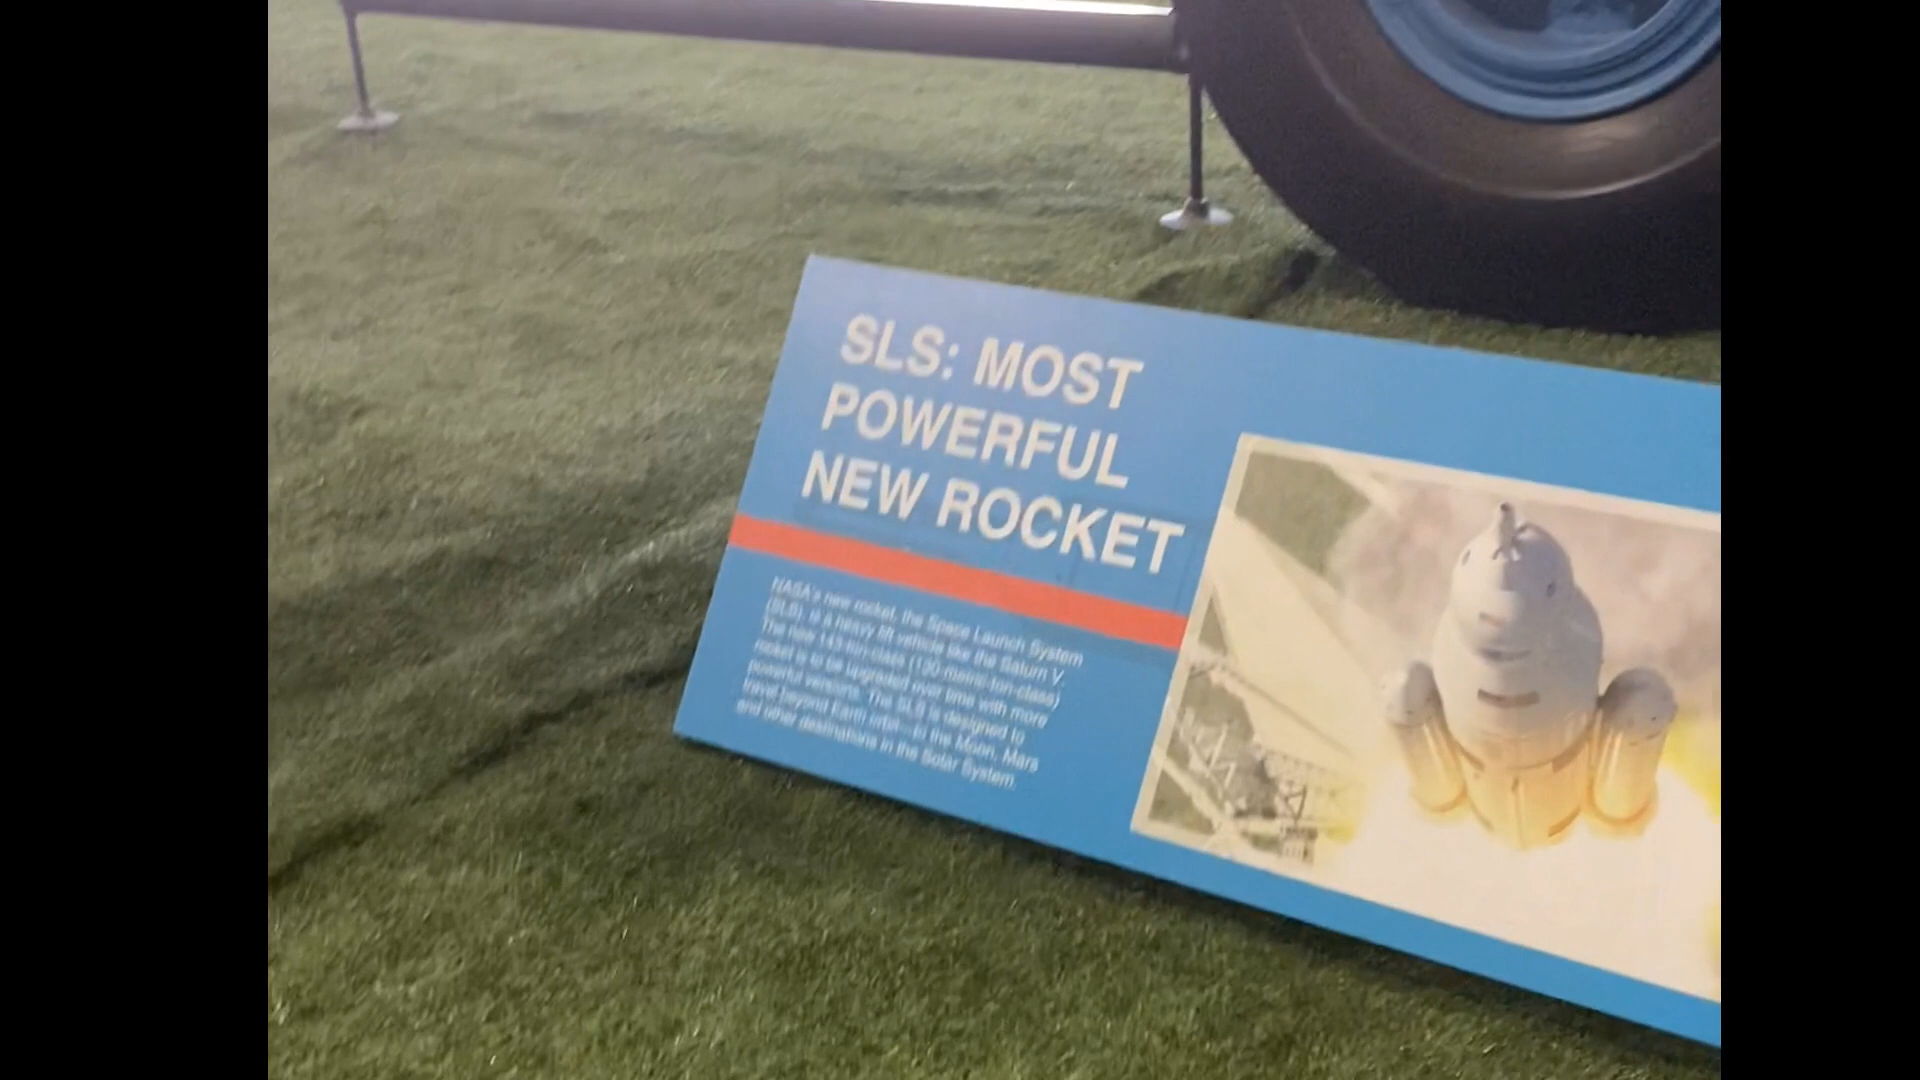 SLS: MOST
POWERFUL
NEW ROCKET
NASA's new rocket, the Space Launch System
(SLS), is a heavy lift vehicle like the Saturn V.
The new 143-ton-class (130-metric-ton-class)
rocket is to be upgraded over time with more
powerful versions. The SLS is designed to
travel beyond Earth orbit to the Moon, Mars
and other destinations in the Solar System.